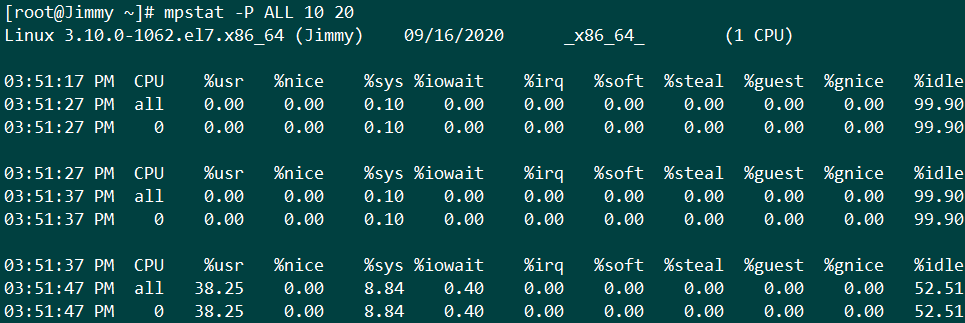 [root@Jimmy ~]# mpstat -P ALL 10 20
Linux 3.10.0-1062.el7.x86_64 (Jimmy)    09/16/2020      _x86_64_        (1 CPU)

03:51:17 PM  CPU    %usr   %nice    %sys %iowait    %irq   %soft  %steal  %guest  %gnice   %idle
03:51:27 PM  all    0.00    0.00    0.10    0.00    0.00    0.00    0.00    0.00    0.00   99.90
03:51:27 PM    0    0.00    0.00    0.10    0.00    0.00    0.00    0.00    0.00    0.00   99.90

03:51:27 PM  CPU    %usr   %nice    %sys %iowait    %irq   %soft  %steal  %guest  %gnice   %idle
03:51:37 PM  all    0.00    0.00    0.10    0.00    0.00    0.00    0.00    0.00    0.00   99.90
03:51:37 PM    0    0.00    0.00    0.10    0.00    0.00    0.00    0.00    0.00    0.00   99.90

03:51:37 PM  CPU    %usr   %nice    %sys %iowait    %irq   %soft  %steal  %guest  %gnice   %idle
03:51:47 PM  all   38.25    0.00    8.84    0.40    0.00    0.00    0.00    0.00    0.00   52.51
03:51:47 PM    0   38.25    0.00    8.84    0.40    0.00    0.00    0.00    0.00    0.00   52.51